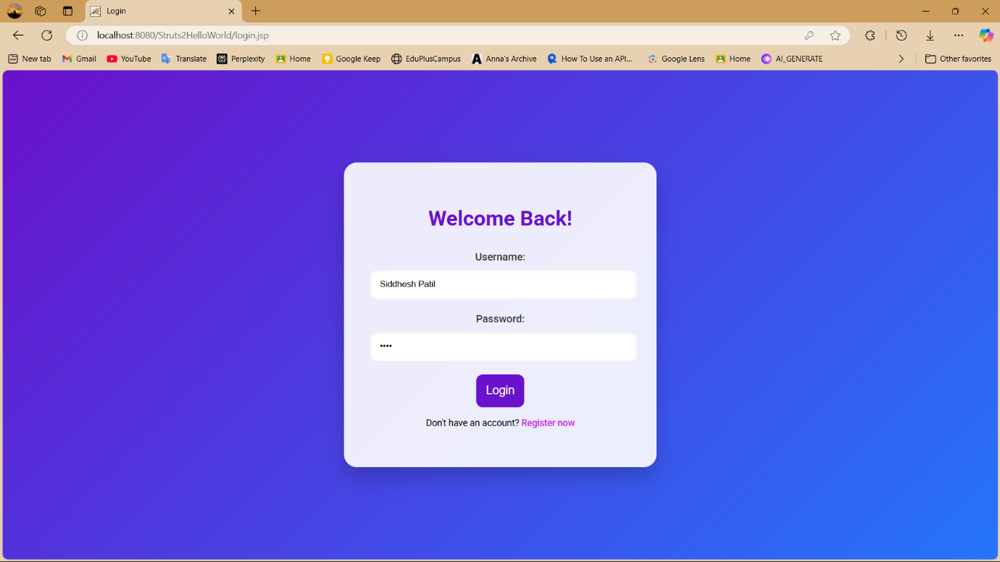 Login
localhost:8080/Struts2HelloWorld/login.jsp
New tab Gmail YouTube Translate Perplexity Home Google Keep EduPlusCampus Anna's Archive How To Use an API... Google Lens Home AI_GENERATE Other favorites
Welcome Back!
Username:
Siddhesh Patil
Password:
••••
Login
Don't have an account? Register now